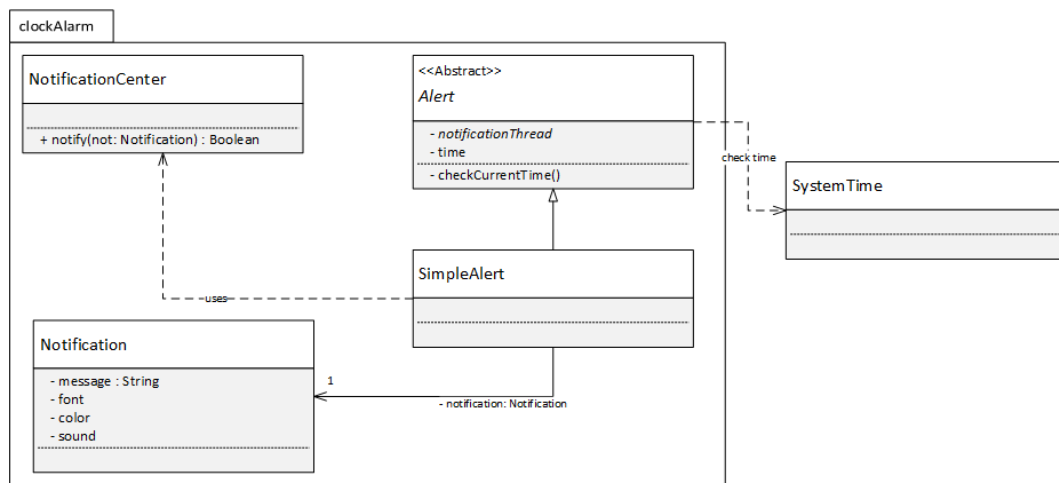 clockAlarm
NotificationCenter
+ notify(not: Notification) : Boolean
<<Abstract>>
Alert
- notificationThread
- time
- checkCurrentTime()
check time
SystemTime
SimpleAlert
uses
Notification
- message : String
- font
- color
- sound
1
- notification: Notification